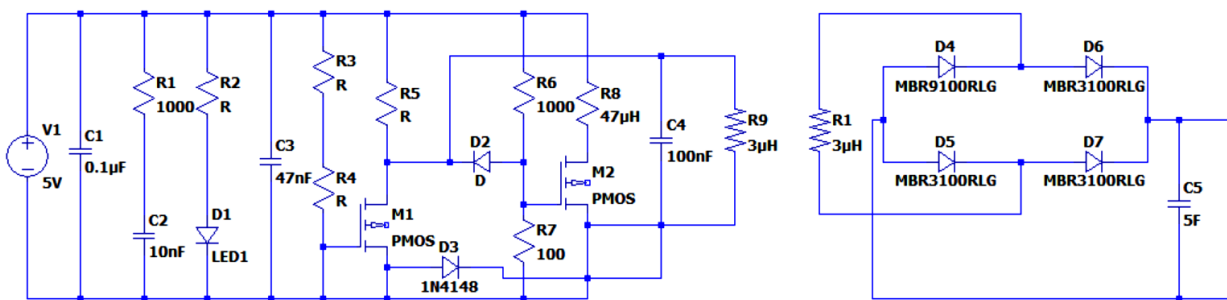 V1
5V
C1
0.1µF
R1
1000
C2
10nF
R2
R
D1
LED1
C3
47nF
R3
R
R4
R
R5
R
M1
PMOS
D3
1N4148
D2
D
R6
1000
R7
100
R8
47µH
M2
PMOS
C4
100nF
R9
3µH
R1
3µH
D4
MBR9100RLG
D6
MBR3100RLG
D5
MBR3100RLG
D7
MBR3100RLG
C5
5F